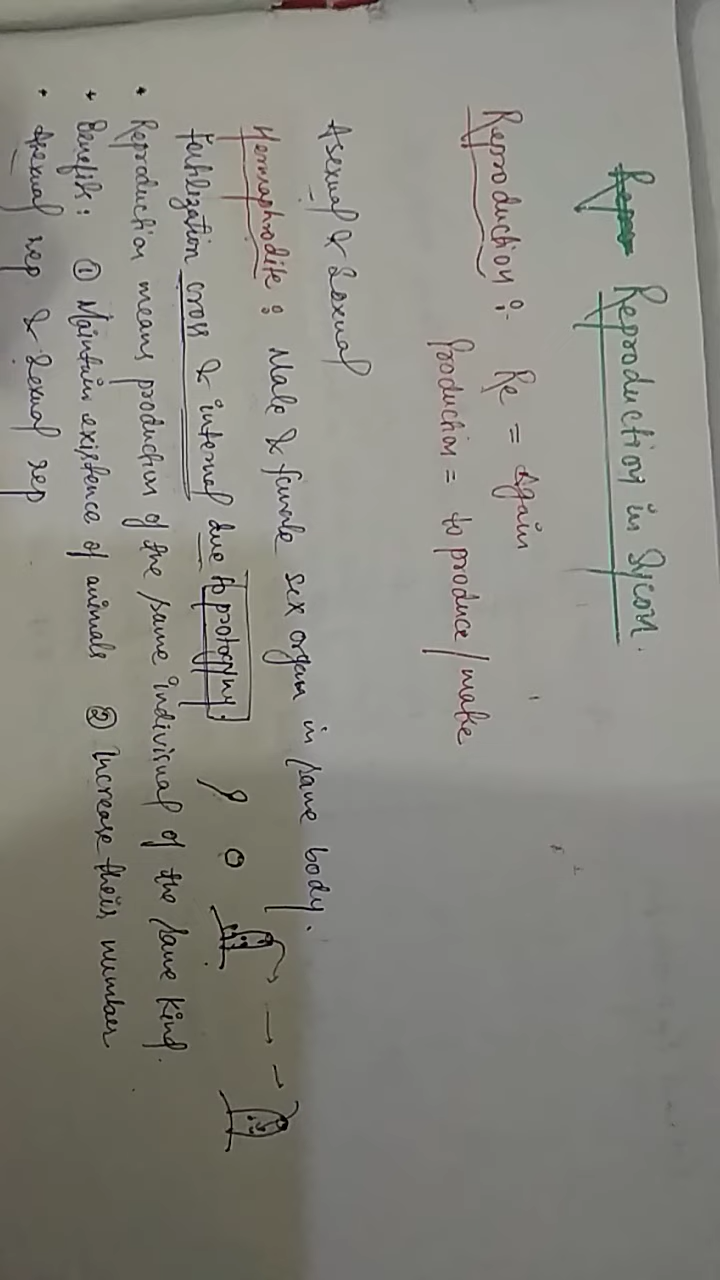 Reproduction in Sycon.
Reproduction :- Re = Again
Production = to produce/make
Asexual & Sexual
Hermaphrodite : Male & female sex organ in same body.
Fertilization cross & internal due to protogyny.
• Reproduction means production of the same indivisual of the same kind.
• Benefits : ① Maintain existence of animals ② Increase their number
• Asexual rep & Sexual rep